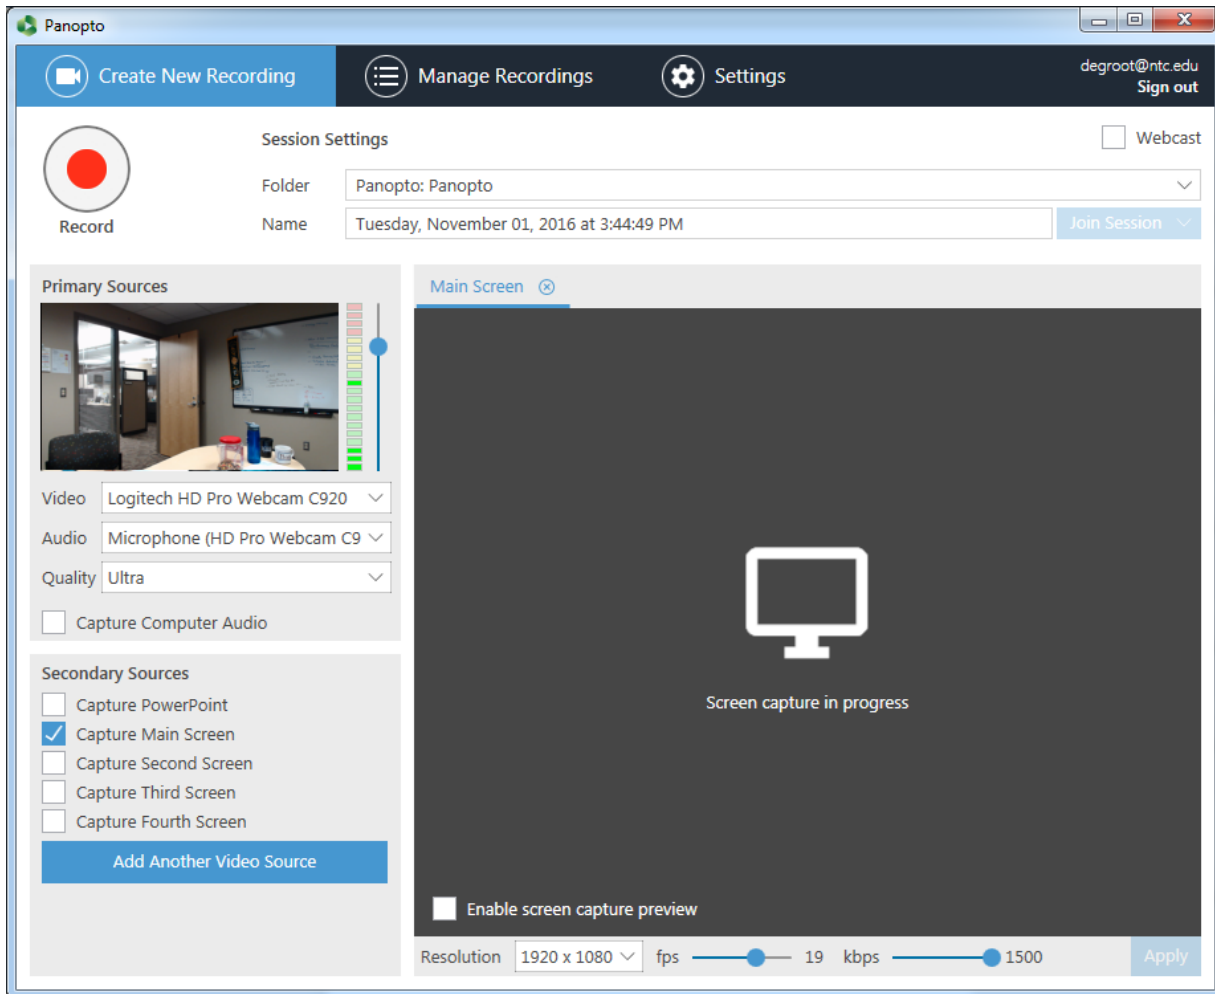 Panopto
Create New Recording
Manage Recordings
Settings
degroot@ntc.edu
Sign out
Record
Session Settings
Webcast
Folder
Panopto: Panopto
Name
Tuesday, November 01, 2016 at 3:44:49 PM
Join Session
Primary Sources
Video
Logitech HD Pro Webcam C920
Audio
Microphone (HD Pro Webcam C9
Quality
Ultra
Capture Computer Audio
Secondary Sources
Capture PowerPoint
Capture Main Screen
Capture Second Screen
Capture Third Screen
Capture Fourth Screen
Add Another Video Source
Main Screen
Screen capture in progress
Enable screen capture preview
Resolution 1920 x 1080 fps 19 kbps 1500 Apply